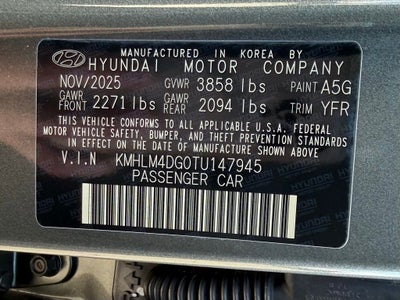 MANUFACTURED IN KOREA BY
HYUNDAI MOTOR COMPANY
NOV/2025 GVWR 3858 lbs PAINT A5G
GAWR FRONT 2271 lbs GAWR REAR 2094 lbs TRIM YFR
THIS VEHICLE CONFORMS TO ALL APPLICABLE U.S.A. FEDERAL
MOTOR VEHICLE SAFETY, BUMPER, AND THEFT PREVENTION STANDARDS
IN EFFECT ON THE DATE OF MANUFACTURE SHOWN ABOVE.
V.I.N KMHLM4DG0TU147945
PASSENGER CAR